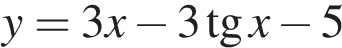 y = 3x − 3 tg x − 5